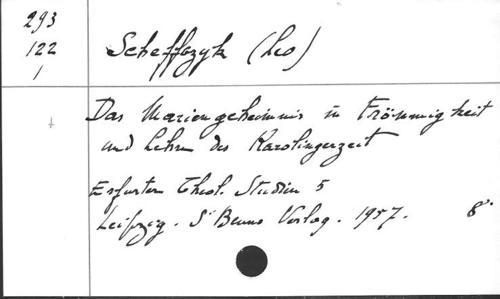 293
122
1
Scheffczyk (Leo)
Das Mariengeheimnis in Frömmigkeit
und Lehre des Karolingerzeit
Erfurter Theol. Studien 5
Leipzig. St Benno Verlag. 1957. 8°